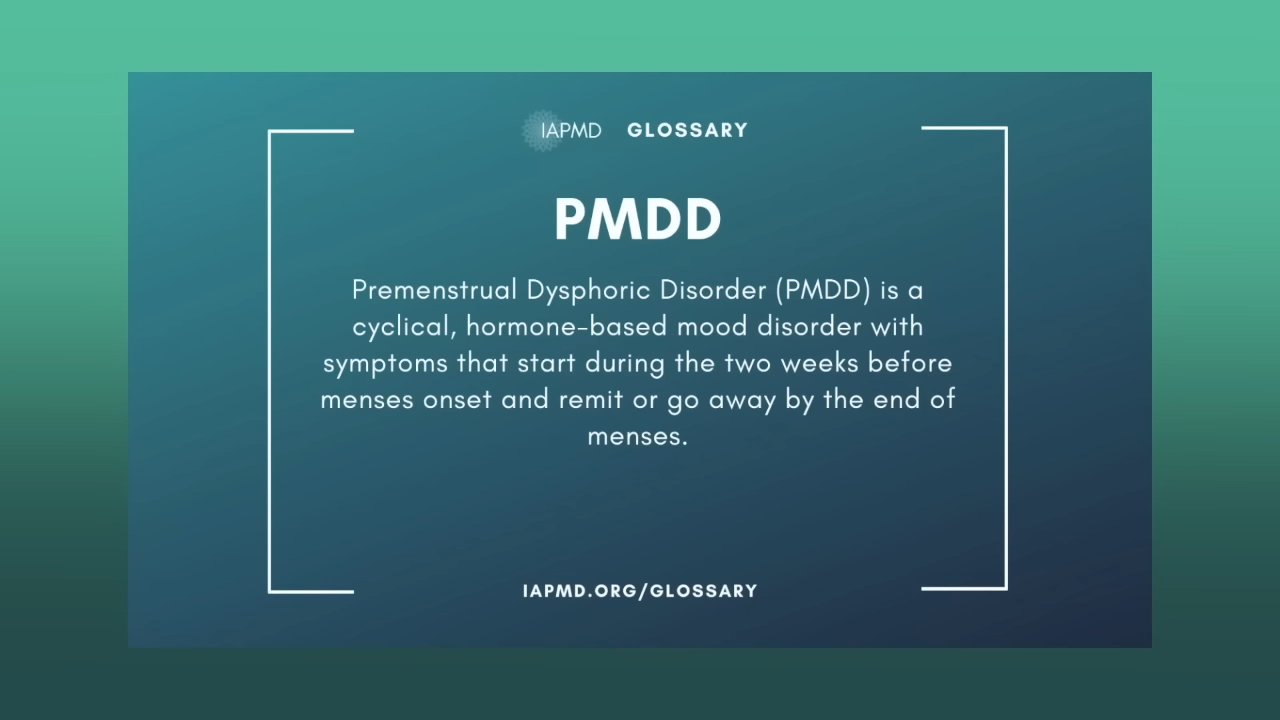 IAPMD GLOSSARY
PMDD
Premenstrual Dysphoric Disorder (PMDD) is a
cyclical, hormone-based mood disorder with
symptoms that start during the two weeks before
menses onset and remit or go away by the end of
menses.
IAPMD.ORG/GLOSSARY